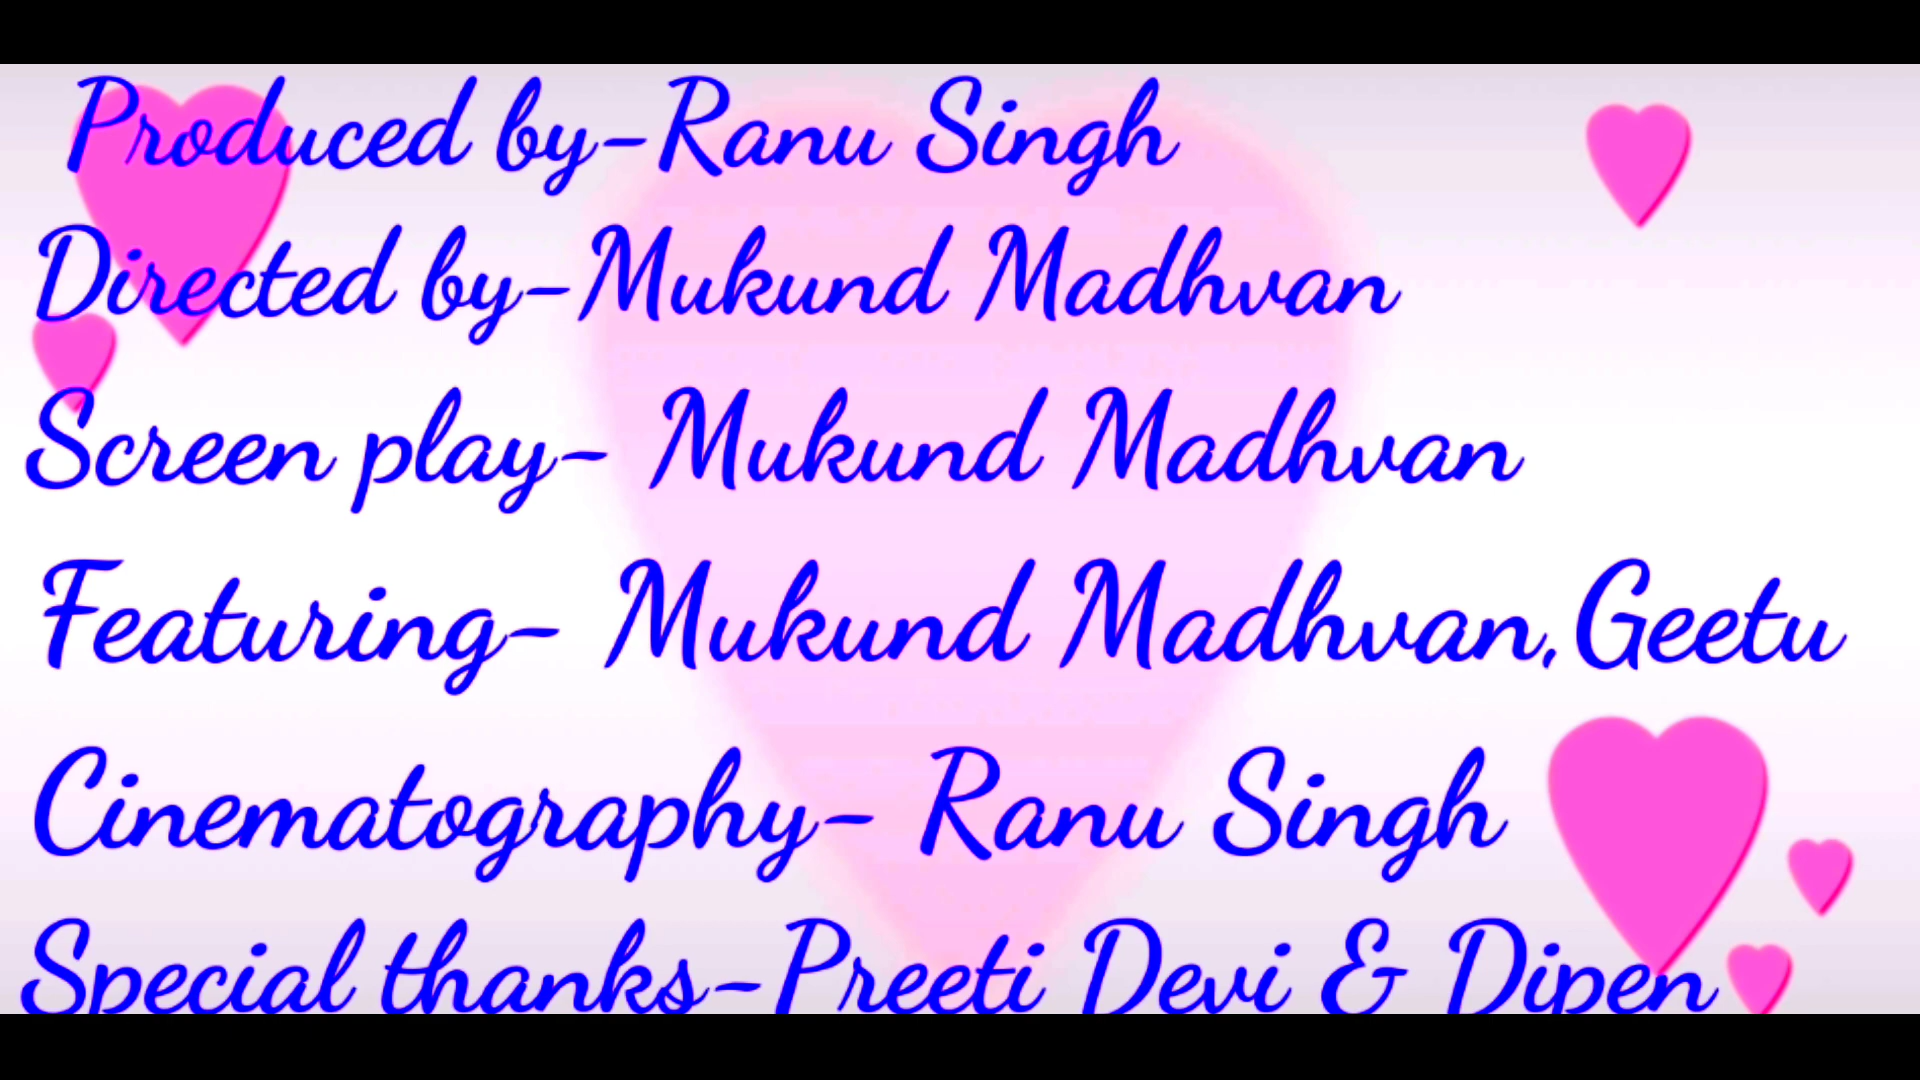 Produced by-Ranu Singh
Directed by-Mukund Madhvan
Screen play- Mukund Madhvan
Featuring- Mukund Madhvan,Geetu
Cinematography- Ranu Singh
Special thanks-Preeti Devi & Dipen